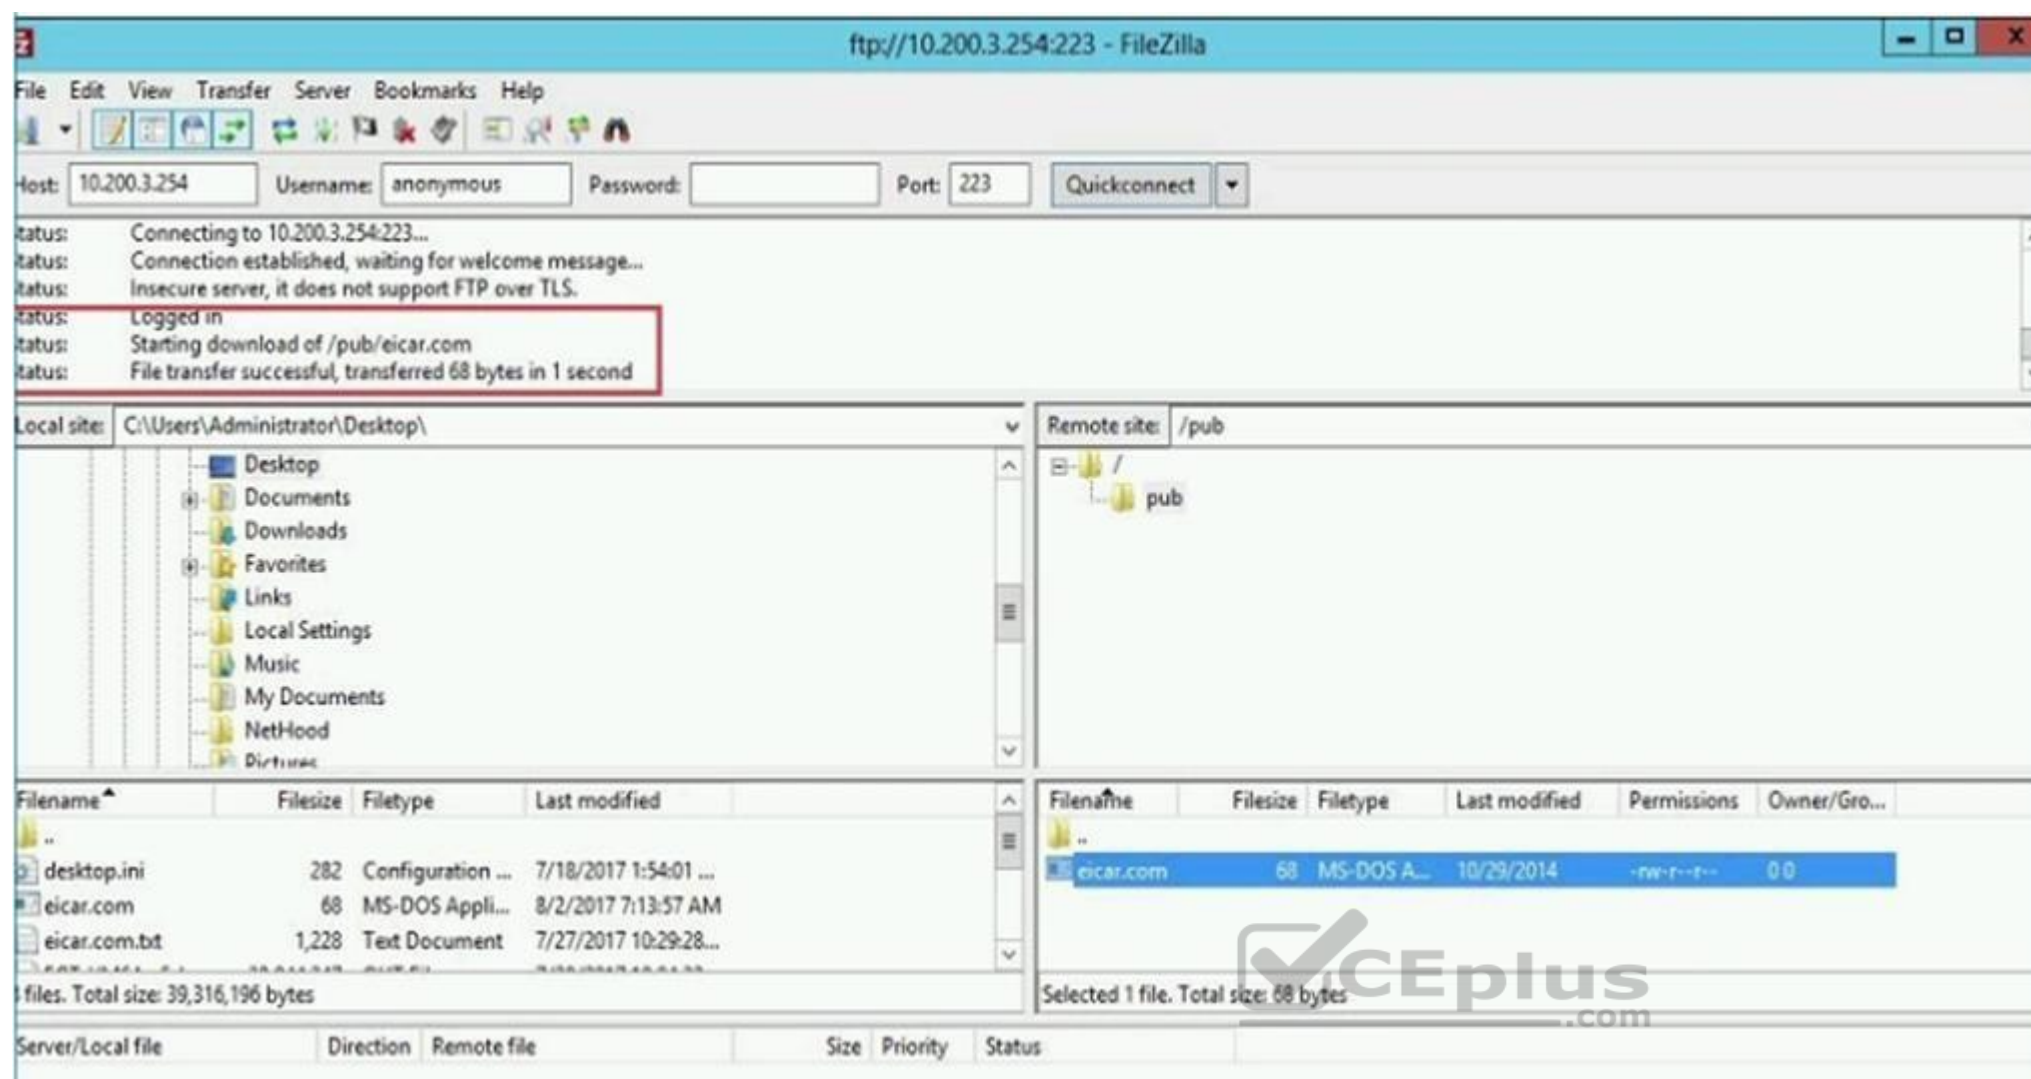 ftp://10.200.3.254:223 - FileZilla
File Edit View Transfer Server Bookmarks Help
Host: 10.200.3.254 Username: anonymous Password: Port: 223 Quickconnect
tatus: Connecting to 10.200.3.254:223...
tatus: Connection established, waiting for welcome message...
tatus: Insecure server, it does not support FTP over TLS.
tatus: Logged in
tatus: Starting download of /pub/eicar.com
tatus: File transfer successful, transferred 68 bytes in 1 second
Local site: C:\Users\Administrator\Desktop\
Desktop
Documents
Downloads
Favorites
Links
Local Settings
Music
My Documents
NetHood
Pictures
Remote site: /pub
/
pub
Filename Filesize Filetype Last modified
..
desktop.ini 282 Configuration ... 7/18/2017 1:54:01 ...
eicar.com 68 MS-DOS Appli... 8/2/2017 7:13:57 AM
eicar.com.txt 1,228 Text Document 7/27/2017 10:29:28...
files. Total size: 39,316,196 bytes
Filename Filesize Filetype Last modified Permissions Owner/Gro...
..
eicar.com 68 MS-DOS A... 10/29/2014 -rw-r--r-- 0 0
Selected 1 file. Total size: 68 bytes
VCEplus
.com
Server/Local file Direction Remote file Size Priority Status